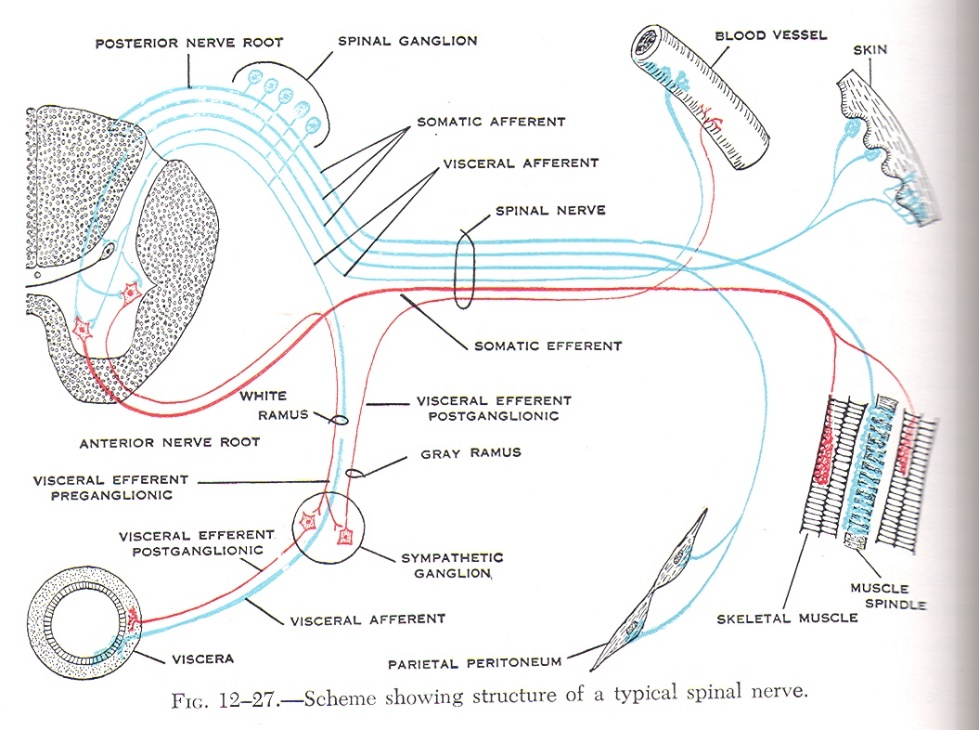 POSTERIOR NERVE ROOT
SPINAL GANGLION
BLOOD VESSEL
SKIN
SOMATIC AFFERENT
VISCERAL AFFERENT
SPINAL NERVE
SOMATIC EFFERENT
WHITE
RAMUS
VISCERAL EFFERENT
POSTGANGLIONIC
ANTERIOR NERVE ROOT
GRAY RAMUS
VISCERAL EFFERENT
PREGANGLIONIC
VISCERAL EFFERENT
POSTGANGLIONIC
SYMPATHETIC
GANGLION
MUSCLE
SPINDLE
SKELETAL MUSCLE
VISCERAL AFFERENT
VISCERA
PARIETAL PERITONEUM
FIG. 12–27.—Scheme showing structure of a typical spinal nerve.